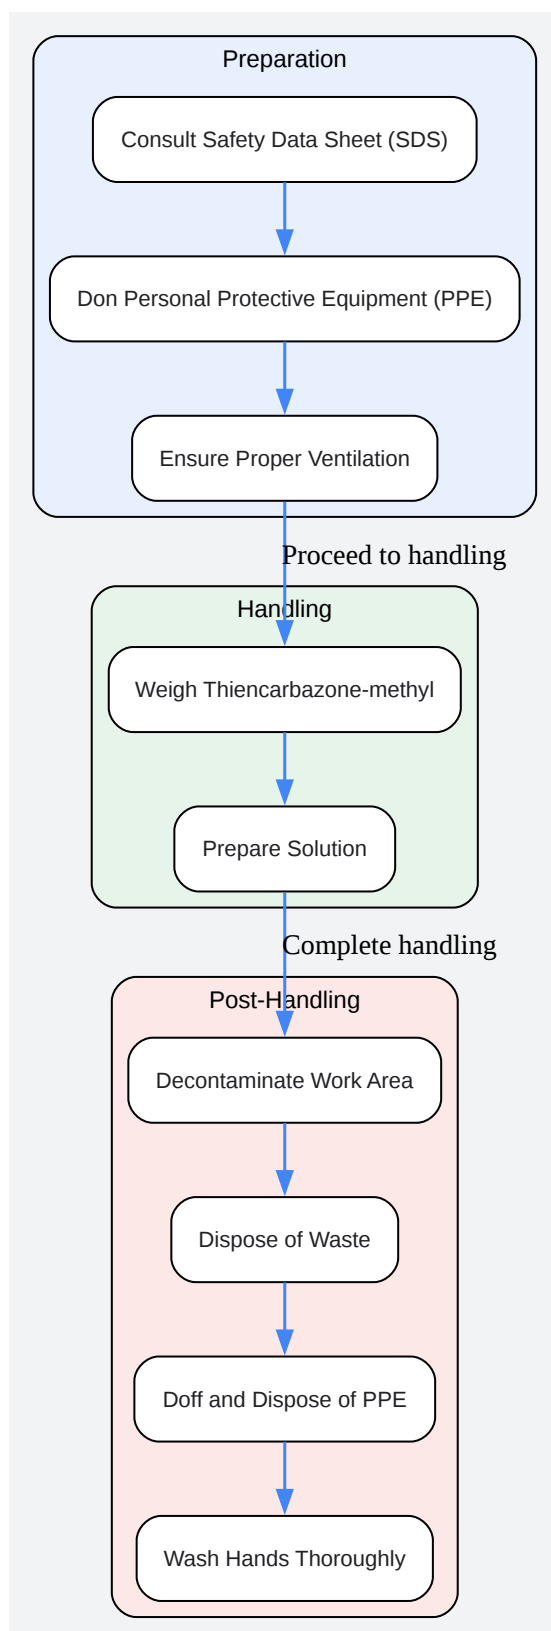 Preparation
Consult Safety Data Sheet (SDS)
Don Personal Protective Equipment (PPE)
Ensure Proper Ventilation
Proceed to handling
Handling
Weigh Thiencarbazone-methyl
Prepare Solution
Complete handling
Post-Handling
Decontaminate Work Area
Dispose of Waste
Doff and Dispose of PPE
Wash Hands Thoroughly